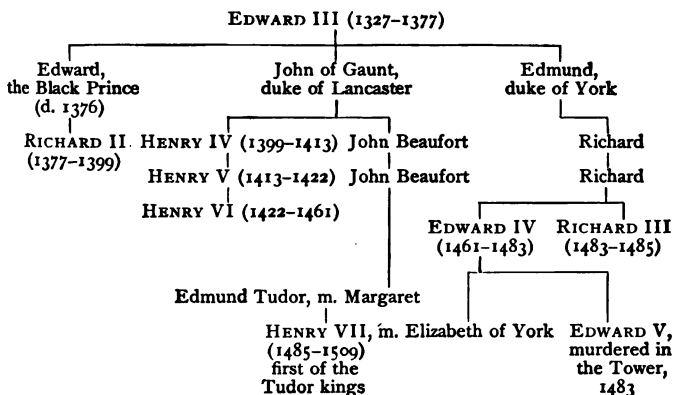 EDWARD III (1327–1377)
Edward, John of Gaunt, Edmund,
the Black Prince duke of Lancaster duke of York
(d. 1376)
RICHARD II. HENRY IV (1399–1413) John Beaufort Richard
(1377–1399)
HENRY V (1413–1422) John Beaufort Richard
HENRY VI (1422–1461)
EDWARD IV RICHARD III
(1461–1483) (1483–1485)
Edmund Tudor, m. Margaret
HENRY VII, m. Elizabeth of York EDWARD V,
(1485–1509) murdered in
first of the the Tower,
Tudor kings 1483